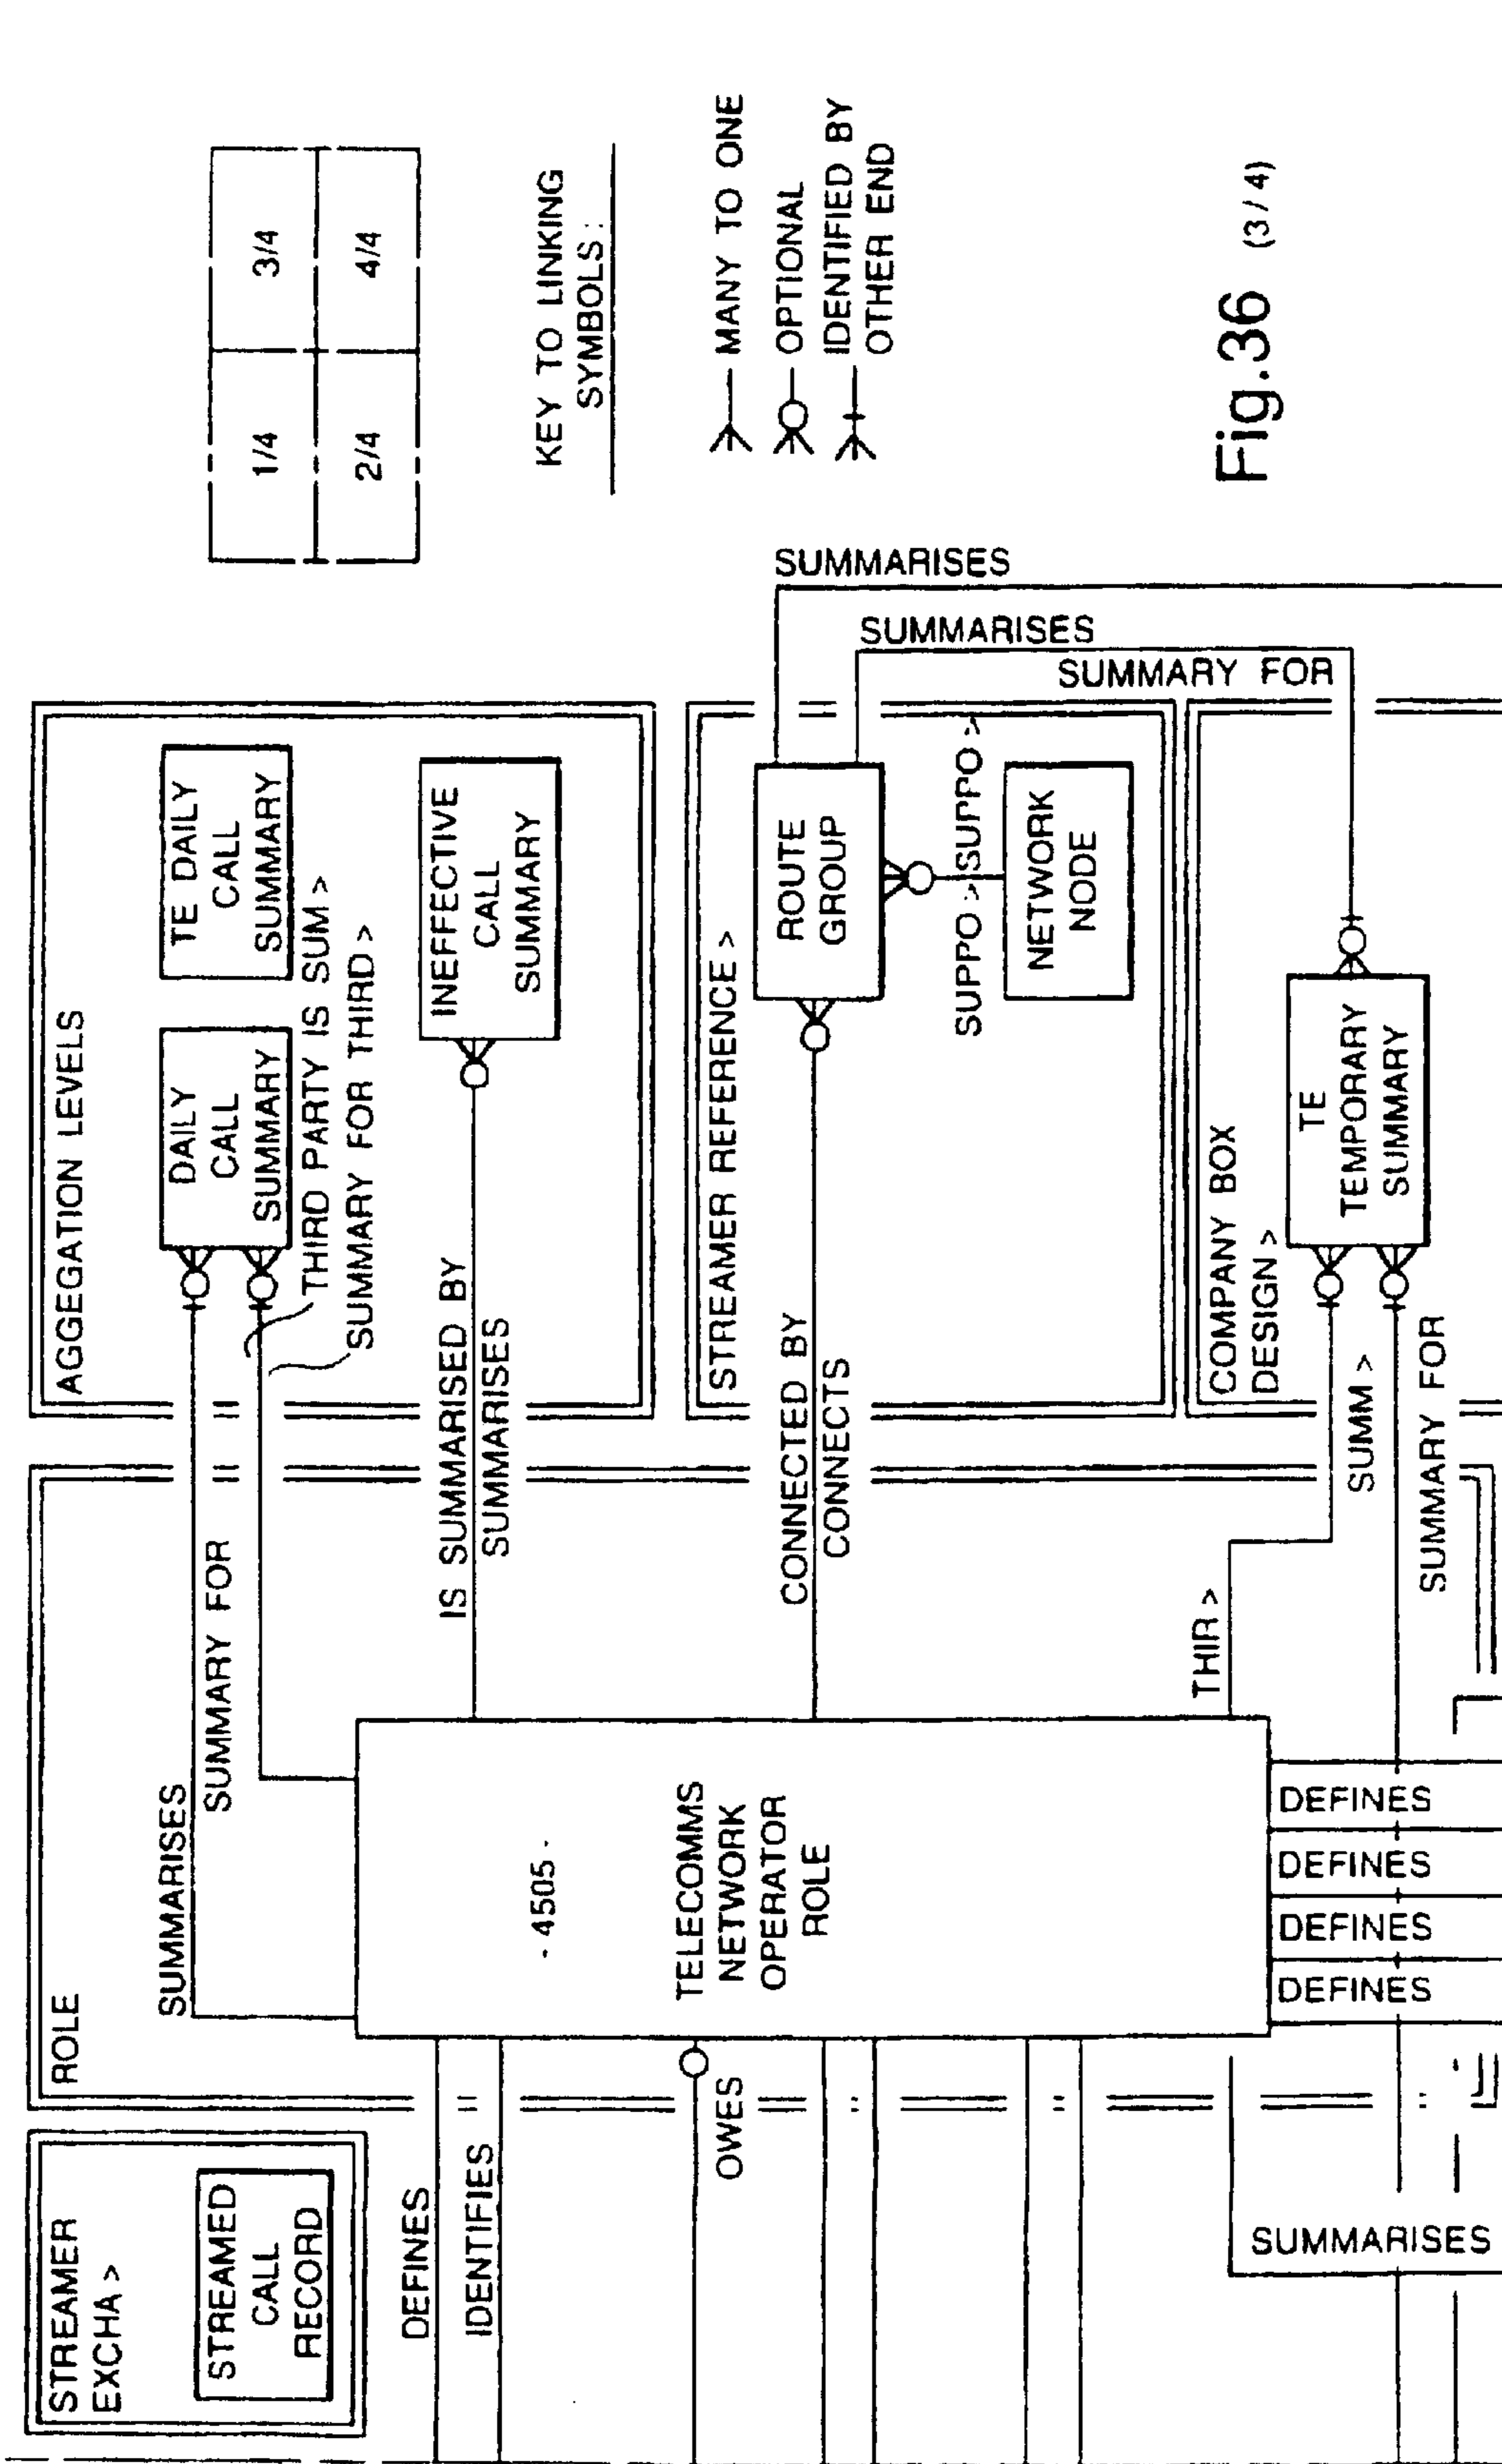 STREAMER
EXCHA >
STREAMED
CALL
RECORD
ROLE
SUMMARISES
SUMMARY FOR
AGGEGATION LEVELS
DAILY
CALL
SUMMARY
TE DAILY
CALL
SUMMARY
THIRD PARTY IS SUM >
SUMMARY FOR THIRD >
INEFFECTIVE
CALL
SUMMARY
IS SUMMARISED BY
SUMMARISES
DEFINES
IDENTIFIES
- 4505 -
TELECOMMS
NETWORK
OPERATOR
ROLE
OWES
STREAMER REFERENCE >
CONNECTED BY
CONNECTS
ROUTE
GROUP
SUPPO > SUPPO >
NETWORK
NODE
SUMMARISES
SUMMARISES
SUMMARY FOR
COMPANY BOX
DESIGN >
TE
TEMPORARY
SUMMARY
THIR >
SUMM >
SUMMARY FOR
DEFINES
DEFINES
DEFINES
DEFINES
SUMMARISES
1/4 3/4
2/4 4/4
KEY TO LINKING
SYMBOLS:
MANY TO ONE
OPTIONAL
IDENTIFIED BY
OTHER END
Fig.36 (3/4)